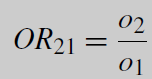 OR₂₁ = o₂/o₁